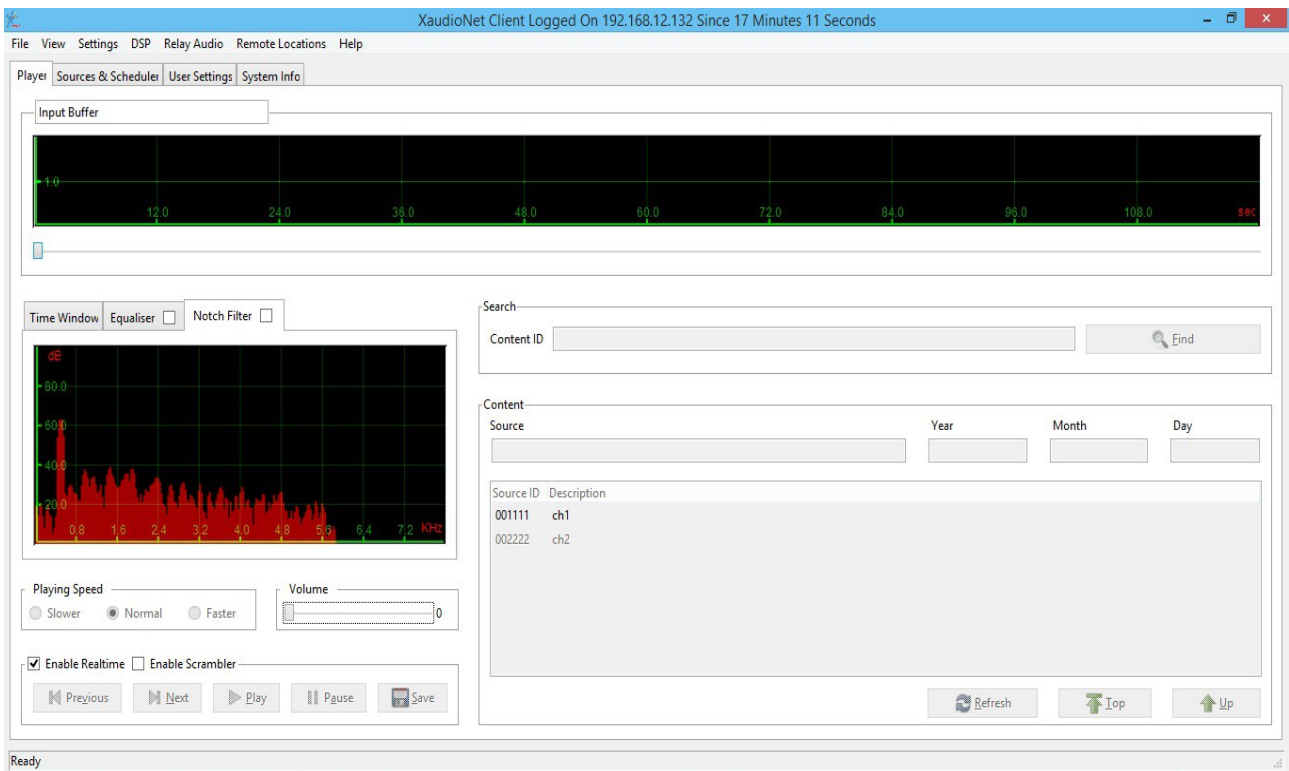 XaudioNet Client Logged On 192.168.12.132 Since 17 Minutes 11 Seconds
File View Settings DSP Relay Audio Remote Locations Help
Player Sources & Scheduler User Settings System Info
Input Buffer
1.0
12.0 24.0 36.0 48.0 60.0 72.0 84.0 96.0 108.0 sec
Time Window Equaliser Notch Filter
dB
80.0
60.0
40.0
20.0
0.8 1.6 2.4 3.2 4.0 4.8 5.6 6.4 7.2 KHz
Playing Speed
Slower Normal Faster
Volume
0
Enable Realtime Enable Scrambler
Previous Next Play Pause Save
Search
Content ID Find
Content
Source Year Month Day
Source ID Description
001111 ch1
002222 ch2
Refresh Top Up
Ready